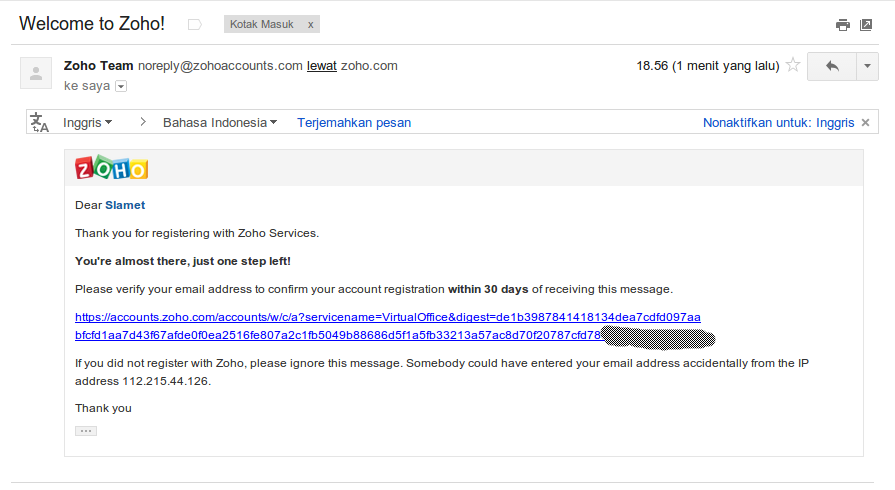 Welcome to Zoho!
Kotak Masuk x
Zoho Team noreply@zohoaccounts.com lewat zoho.com
18.56 (1 menit yang lalu)
ke saya
Inggris
Bahasa Indonesia
Terjemahkan pesan
Nonaktifkan untuk: Inggris
ZOHO
Dear Slamet
Thank you for registering with Zoho Services.
You're almost there, just one step left!
Please verify your email address to confirm your account registration within 30 days of receiving this message.
https://accounts.zoho.com/accounts/w/c/a?servicename=VirtualOffice&digest=de1b3987841418134dea7cdfd097aa
bfcfd1aa7d43f67afde0f0ea2516fe807a2c1fb5049b88686d5f1a5fb33213a57ac8d70f20787cfd78
If you did not register with Zoho, please ignore this message. Somebody could have entered your email address accidentally from the IP
address 112.215.44.126.
Thank you